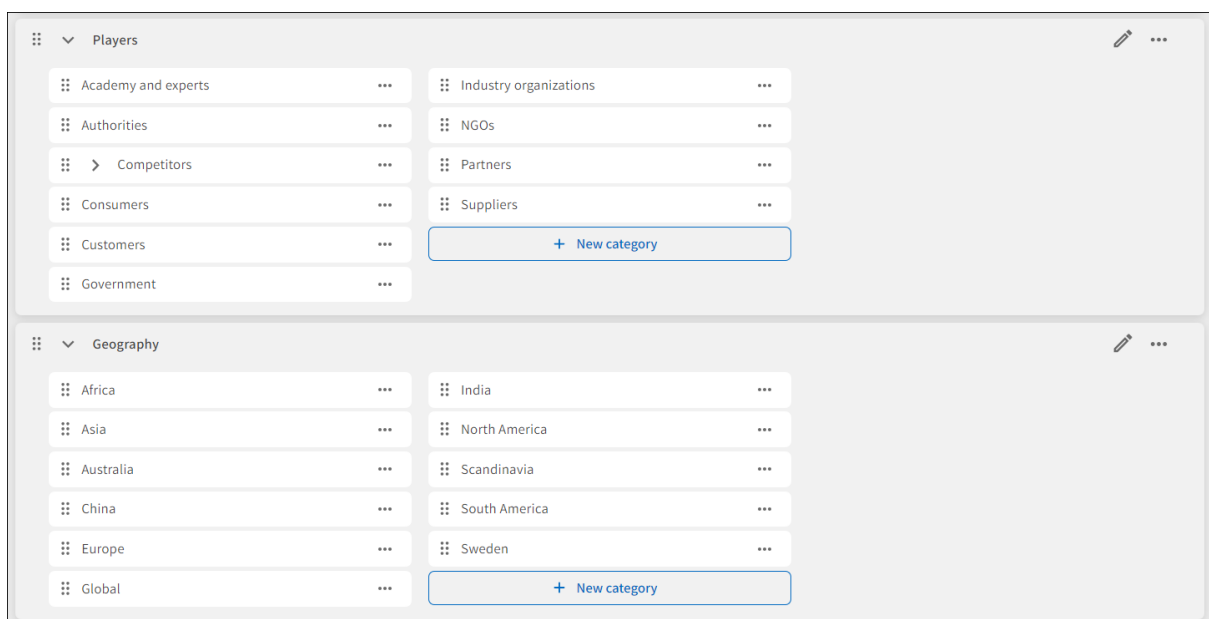 Players
Academy and experts
Authorities
Competitors
Consumers
Customers
Government
Industry organizations
NGOs
Partners
Suppliers
+ New category
Geography
Africa
Asia
Australia
China
Europe
Global
India
North America
Scandinavia
South America
Sweden
+ New category